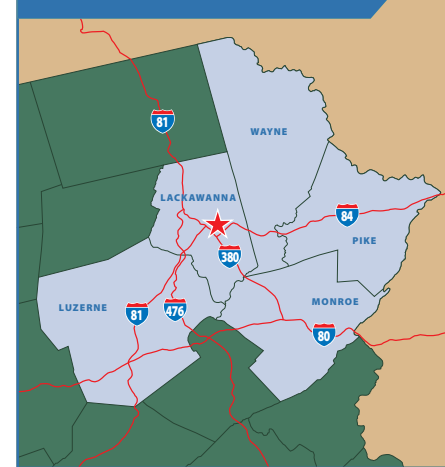 81
WAYNE
LACKAWANNA
84
PIKE
380
MONROE
LUZERNE
81
476
80